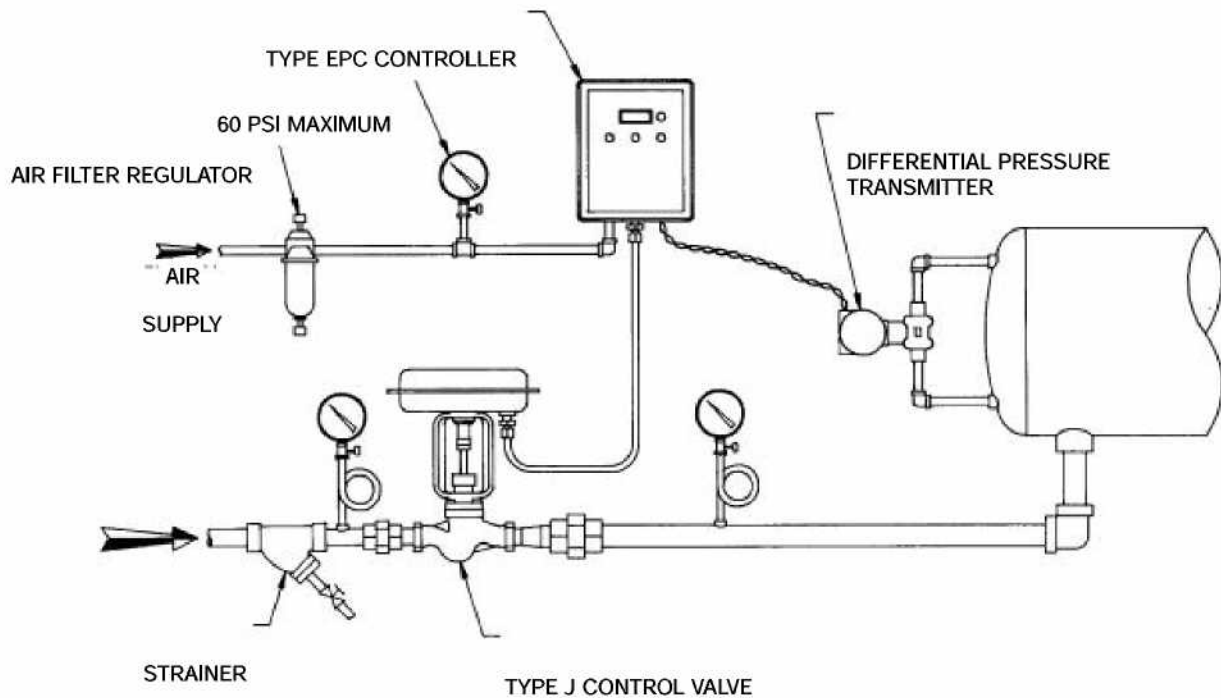 TYPE EPC CONTROLLER
60 PSI MAXIMUM
AIR FILTER REGULATOR
DIFFERENTIAL PRESSURE
TRANSMITTER
AIR
SUPPLY
STRAINER
TYPE J CONTROL VALVE